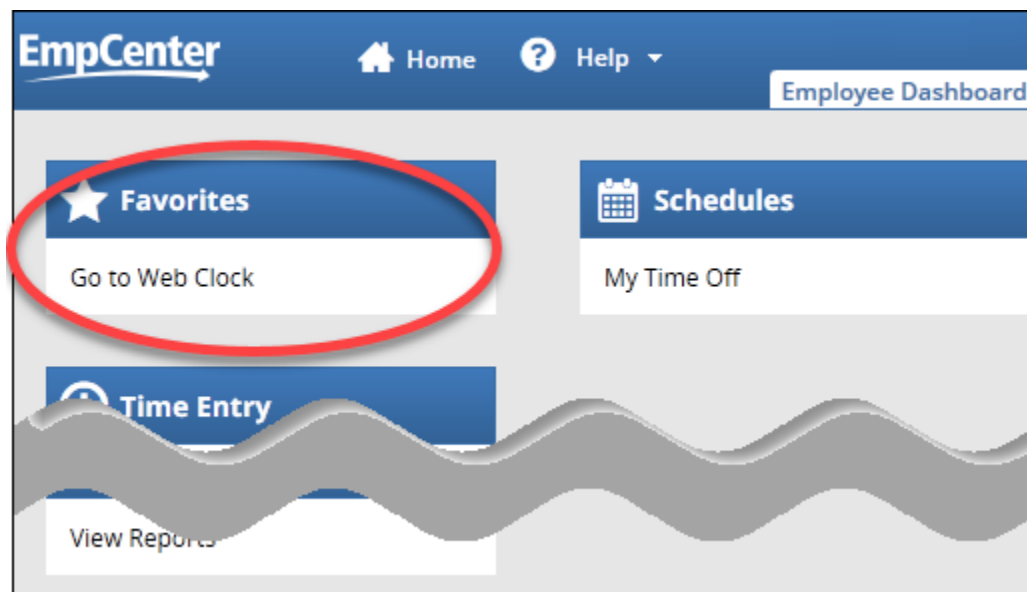 EmpCenter
Home
Help
Employee Dashboard
Favorites
Schedules
Go to Web Clock
My Time Off
Time Entry
View Reports